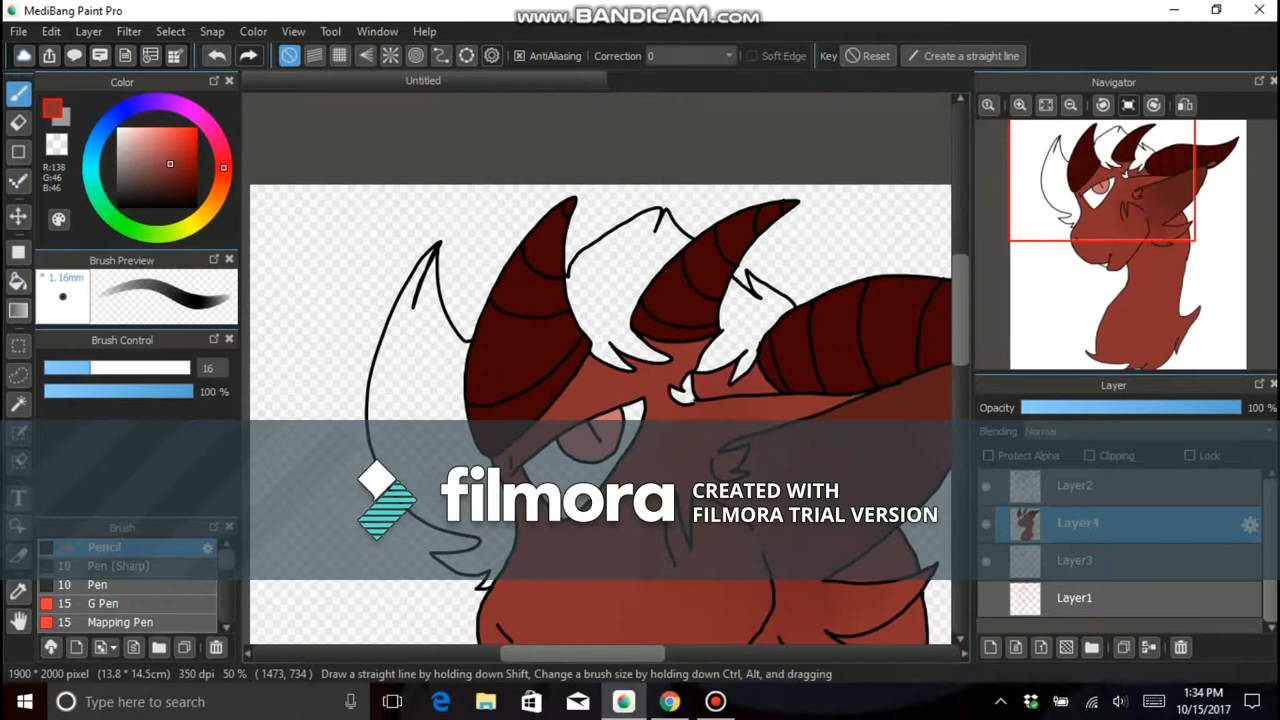 MediBang Paint Pro
www.BANDICAM.com
File Edit Layer Filter Select Snap Color View Tool Window Help
AntiAliasing Correction 0 Soft Edge Key Reset Create a straight line
Color
Untitled
Navigator
R:138
G:46
B:46
Brush Preview
* 1.16mm
Brush Control
16
100 %
Layer
Opacity 100 %
Blending Normal
Protect Alpha Clipping Lock
Layer2
Layer4
Layer3
Layer1
filmora
CREATED WITH
FILMORA TRIAL VERSION
Brush
Pencil
10 Pen (Sharp)
10 Pen
15 G Pen
15 Mapping Pen
1900 * 2000 pixel (13.8 * 14.5cm) 350 dpi 50 % ( 1473, 734 ) Draw a straight line by holding down Shift, Change a brush size by holding down Ctrl, Alt, and dragging
Type here to search
1:34 PM
10/15/2017